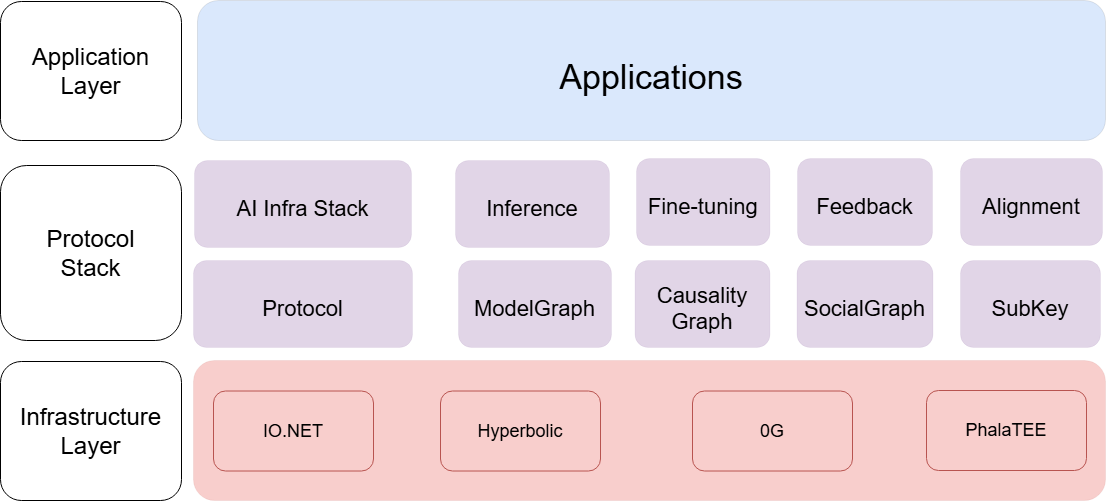 Application
Layer
Applications
Protocol
Stack
AI Infra Stack
Inference
Fine-tuning
Feedback
Alignment
Protocol
ModelGraph
Causality
Graph
SocialGraph
SubKey
Infrastructure
Layer
IO.NET
Hyperbolic
0G
PhalaTEE